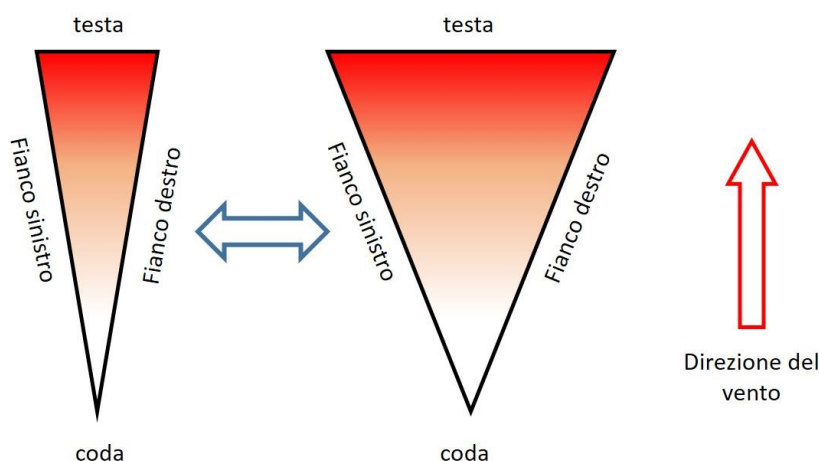 testa
testa
Fianco sinistro
Fianco destro
Fianco sinistro
Fianco destro
Direzione del
vento
coda
coda